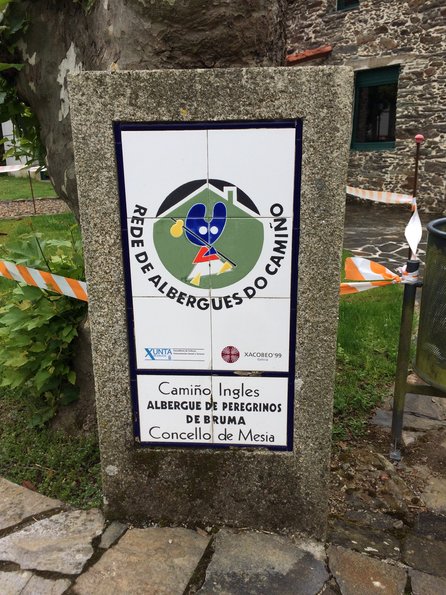 REDE DE ALBERGUES DO CAMIÑO
XUNTA
XACOBEO '99
Camiño Ingles
ALBERGUE DE PEREGRINOS
DE BRUMA
Concello de Mesia